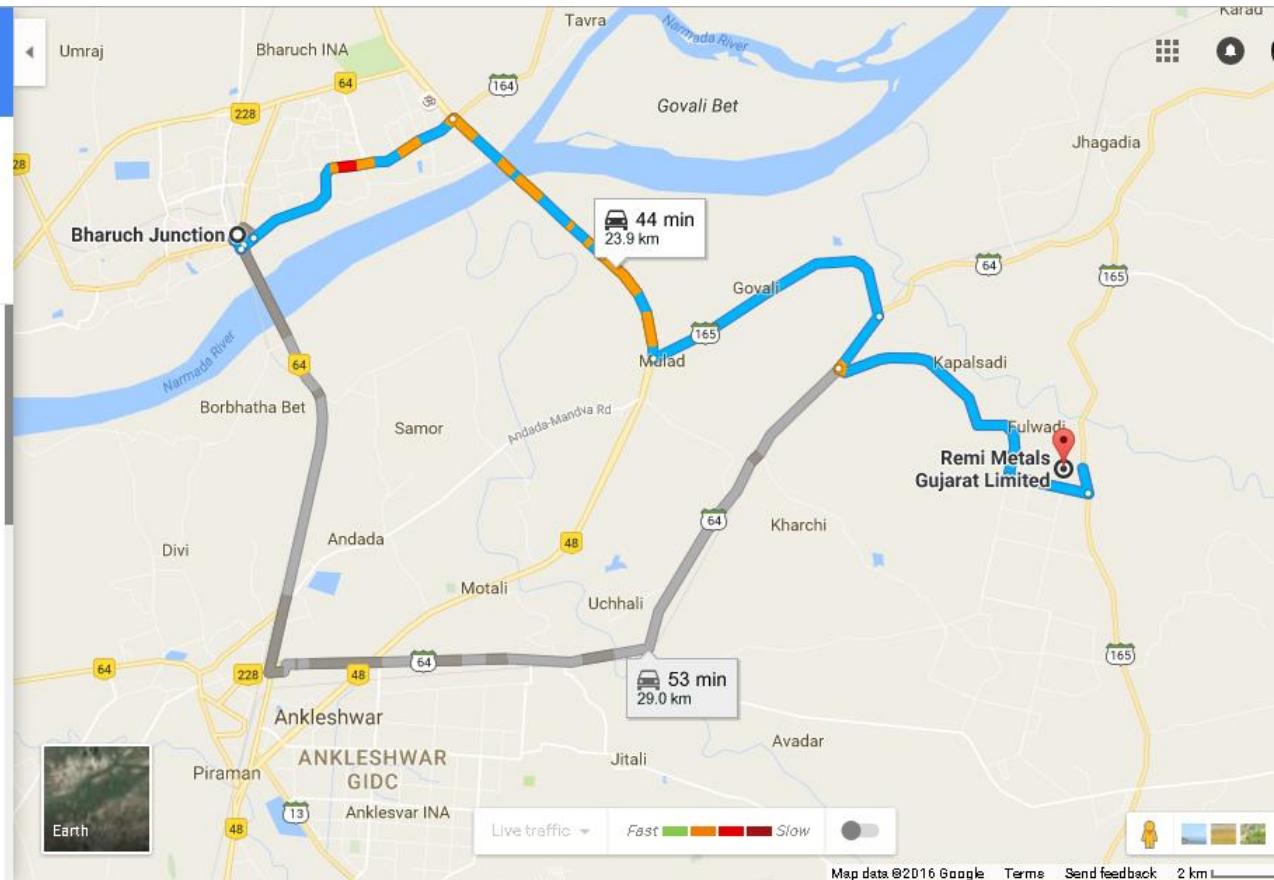 Karad
Tavra
Narmada River
Umraj
Bharuch INA
64
164
228
Govali Bet
Jhagadia
28
Bharuch Junction
44 min
23.9 km
64
165
Govali
165
Mulad
Kapalsadi
64
Narmada River
Borbhatha Bet
Samor
Andada-Mandva Rd
Fulwadi
Remi Metals
Gujarat Limited
64
Kharchi
Divi
Andada
48
Motali
Uchhali
64
228
48
64
165
53 min
29.0 km
Ankleshwar
Avadar
ANKLESHWAR
GIDC
Jitali
Piraman
13
Anklesvar INA
48
Earth
Live traffic
Fast
Slow
Map data ©2016 Google
Terms
Send feedback
2 km